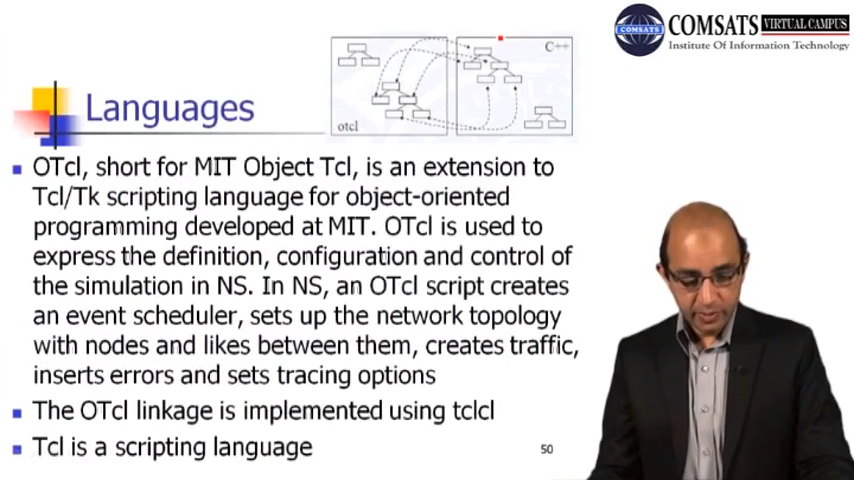 COMSATS VIRTUAL CAMPUS
Institute Of Information Technology
COMSATS
C++
otcl
Languages
OTcl, short for MIT Object Tcl, is an extension to
Tcl/Tk scripting language for object-oriented
programming developed at MIT. OTcl is used to
express the definition, configuration and control of
the simulation in NS. In NS, an OTcl script creates
an event scheduler, sets up the network topology
with nodes and likes between them, creates traffic,
inserts errors and sets tracing options
The OTcl linkage is implemented using tclcl
Tcl is a scripting language
50